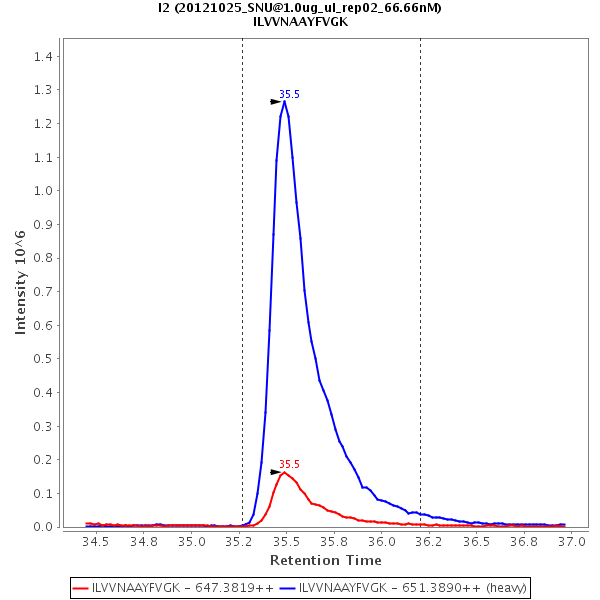 I2 (20121025_SNU@1.0ug_ul_rep02_66.66nM)
ILVVNAAYFVGK
Intensity 10^6
1.4
1.3
1.2
1.1
1.0
0.9
0.8
0.7
0.6
0.5
0.4
0.3
0.2
0.1
0.0
35.5
35.5
34.5 34.8 35.0 35.2 35.5 35.8 36.0 36.2 36.5 36.8 37.0
Retention Time
ILVVNAAYFVGK - 647.3819++ ILVVNAAYFVGK - 651.3890++ (heavy)